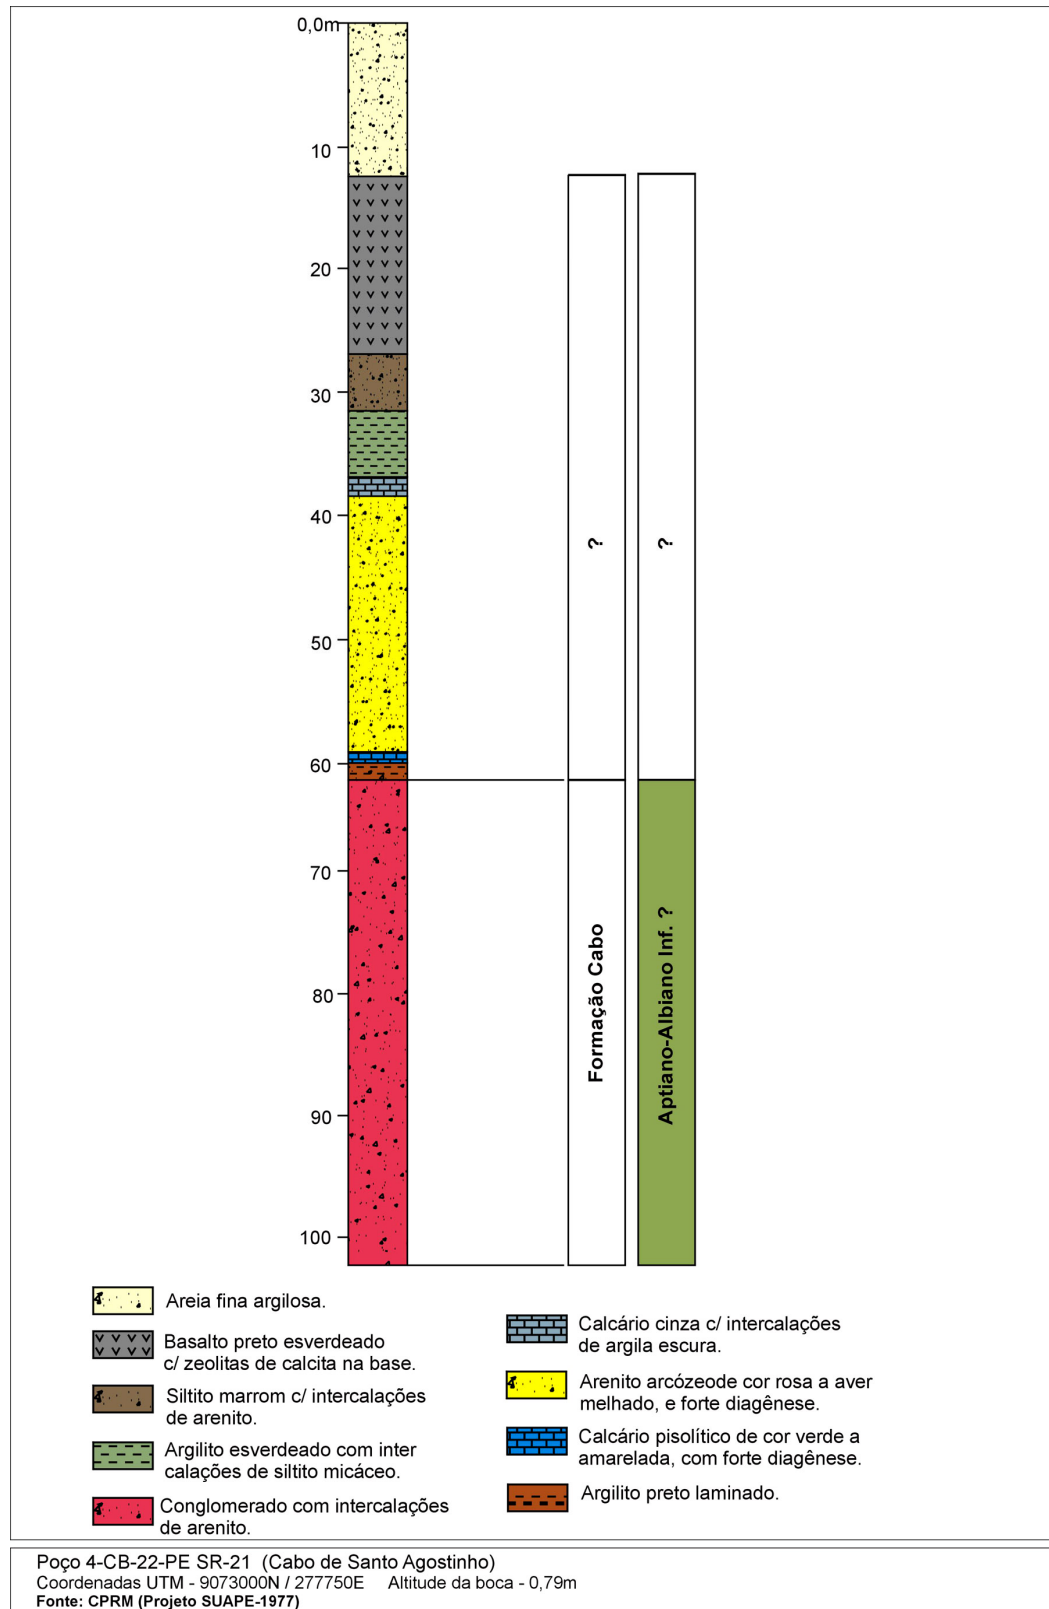 0,0m
10
20
30
40
50
60
70
80
90
100
?
?
Formação Cabo
Aptiano-Albiano Inf. ?
Areia fina argilosa.
Basalto preto esverdeado
c/ zeolitas de calcita na base.
Siltito marrom c/ intercalações
de arenito.
Argilito esverdeado com inter
calações de siltito micáceo.
Conglomerado com intercalações
de arenito.
Calcário cinza c/ intercalações
de argila escura.
Arenito arcózeode cor rosa a aver
melhado, e forte diagênese.
Calcário pisolítico de cor verde a
amarelada, com forte diagênese.
Argilito preto laminado.
Poço 4-CB-22-PE SR-21 (Cabo de Santo Agostinho)
Coordenadas UTM - 9073000N / 277750E Altitude da boca - 0,79m
Fonte: CPRM (Projeto SUAPE-1977)